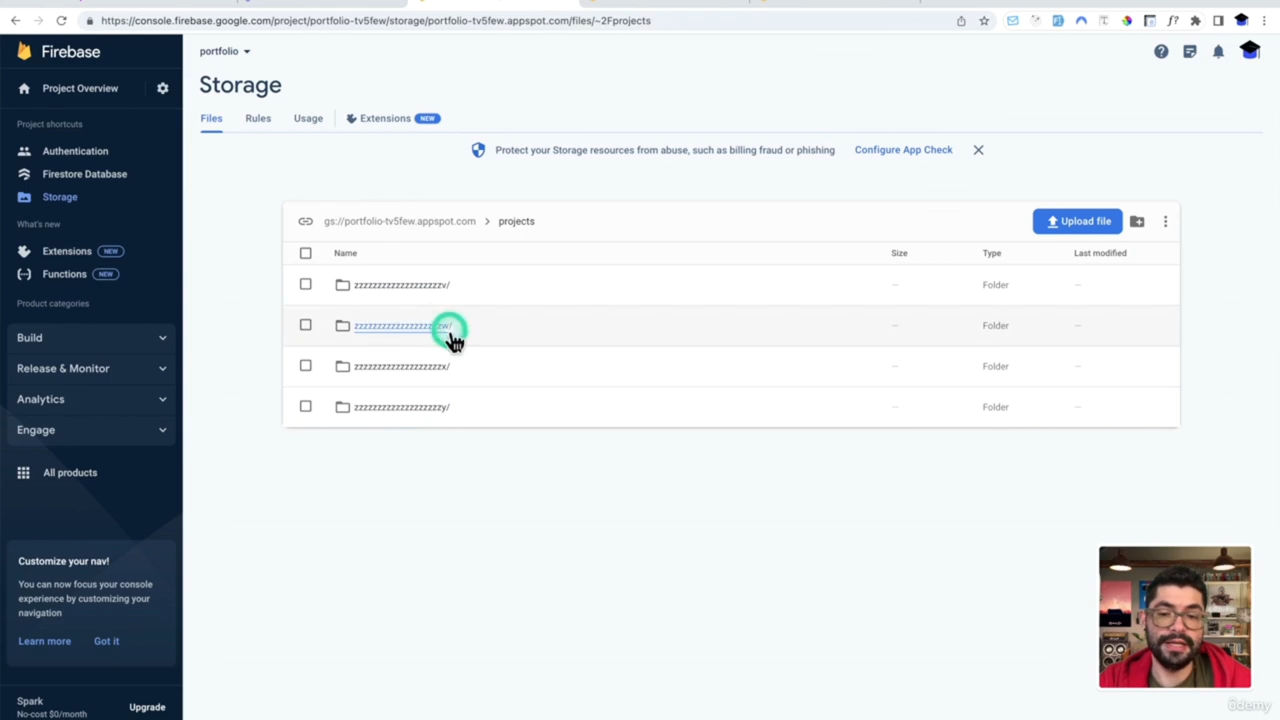 https://console.firebase.google.com/project/portfolio-tv5few/storage/portfolio-tv5few.appspot.com/files/~2Fprojects
Firebase
portfolio
Project Overview
Storage
Project shortcuts
Files Rules Usage Extensions NEW
Authentication
Protect your Storage resources from abuse, such as billing fraud or phishing Configure App Check
Firestore Database
Storage
What's new
gs://portfolio-tv5few.appspot.com > projects Upload file
Extensions NEW
Name Size Type Last modified
Functions NEW
Folder
Product categories
Folder
Build
Release & Monitor
Folder
Analytics
Folder
Engage
All products
Customize your nav!
You can now focus your console
experience by customizing your
navigation
Learn more Got it
Spark
No-cost $0/month
Upgrade
ûdemy